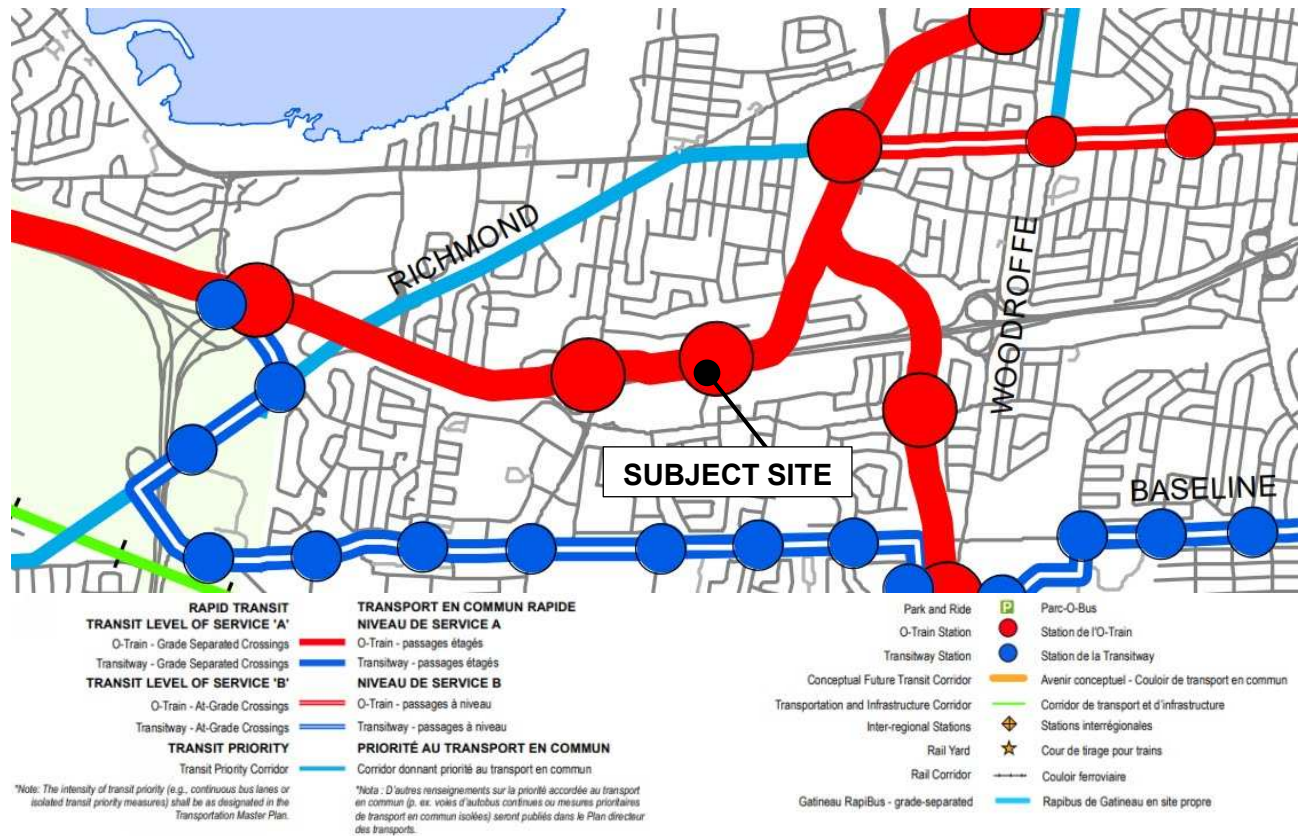 RICHMOND
WOODROFFE
SUBJECT SITE
BASELINE
RAPID TRANSIT
TRANSIT LEVEL OF SERVICE 'A'
O-Train - Grade Separated Crossings
Transitway - Grade Separated Crossings
TRANSIT LEVEL OF SERVICE 'B'
O-Train - At-Grade Crossings
Transitway - At-Grade Crossings
TRANSIT PRIORITY
Transit Priority Corridor
*Note: The intensity of transit priority (e.g., continuous bus lanes or
isolated transit priority measures) shall be as designated in the
Transportation Master Plan.
TRANSPORT EN COMMUN RAPIDE
NIVEAU DE SERVICE A
O-Train - passages étagés
Transitway - passages étagés
NIVEAU DE SERVICE B
O-Train - passages à niveau
Transitway - passages à niveau
PRIORITÉ AU TRANSPORT EN COMMUN
Corridor donnant priorité au transport en commun
*Nota : D'autres renseignements sur la priorité accordée au transport
en commun (p. ex. voies d'autobus continues ou mesures prioritaires
de transport en commun isolées) seront publiés dans le Plan directeur
des transports.
Park and Ride P Parc-O-Bus
O-Train Station Station de l'O-Train
Transitway Station Station de la Transitway
Conceptual Future Transit Corridor Avenir conceptuel - Couloir de transport en commun
Transportation and Infrastructure Corridor Corridor de transport et d'infrastructure
Inter-regional Stations Stations interrégionales
Rail Yard Cour de tirage pour trains
Rail Corridor Couloir ferroviaire
Gatineau RapiBus - grade-separated Rapibus de Gatineau en site propre